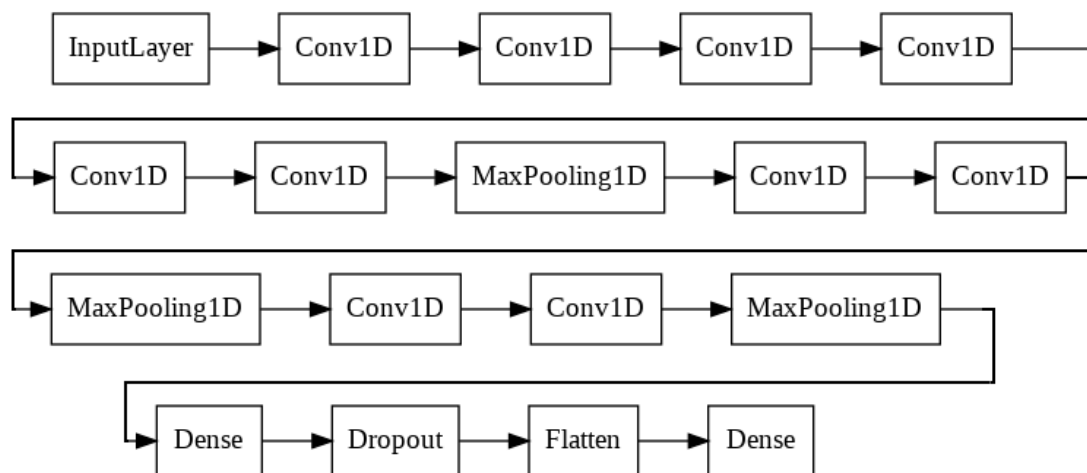 InputLayer Conv1D Conv1D Conv1D Conv1D
Conv1D Conv1D MaxPooling1D Conv1D Conv1D
MaxPooling1D Conv1D Conv1D MaxPooling1D
Dense Dropout Flatten Dense